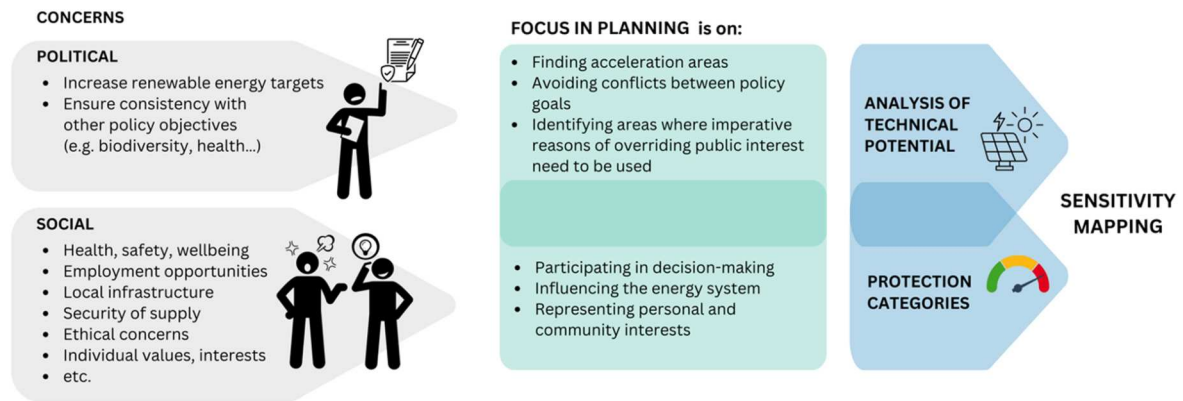 CONCERNS
POLITICAL
• Increase renewable energy targets
• Ensure consistency with
other policy objectives
(e.g. biodiversity, health...)
SOCIAL
• Health, safety, wellbeing
• Employment opportunities
• Local infrastructure
• Security of supply
• Ethical concerns
• Individual values, interests
• etc.
FOCUS IN PLANNING is on:
• Finding acceleration areas
• Avoiding conflicts between policy
goals
• Identifying areas where imperative
reasons of overriding public interest
need to be used
• Participating in decision-making
• Influencing the energy system
• Representing personal and
community interests
ANALYSIS OF
TECHNICAL
POTENTIAL
PROTECTION
CATEGORIES
SENSITIVITY
MAPPING